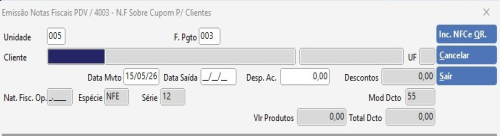 Emissão Notas Fiscais PDV / 4003 - N.F Sobre Cupom P/ Clientes
Unidade 005 F. Pgto 003 Inc. NFCe QR.
Cliente UF Cancelar
Data Mvto 15/05/26 Data Saída __/__/__ Desp. Ac. 0,00 Descontos 0,00 Sair
Nat. Fisc. Op. _.___ Espécie NFE Série 12 Mod Dcto 55
Vlr Produtos 0,00 Total Dcto 0,00